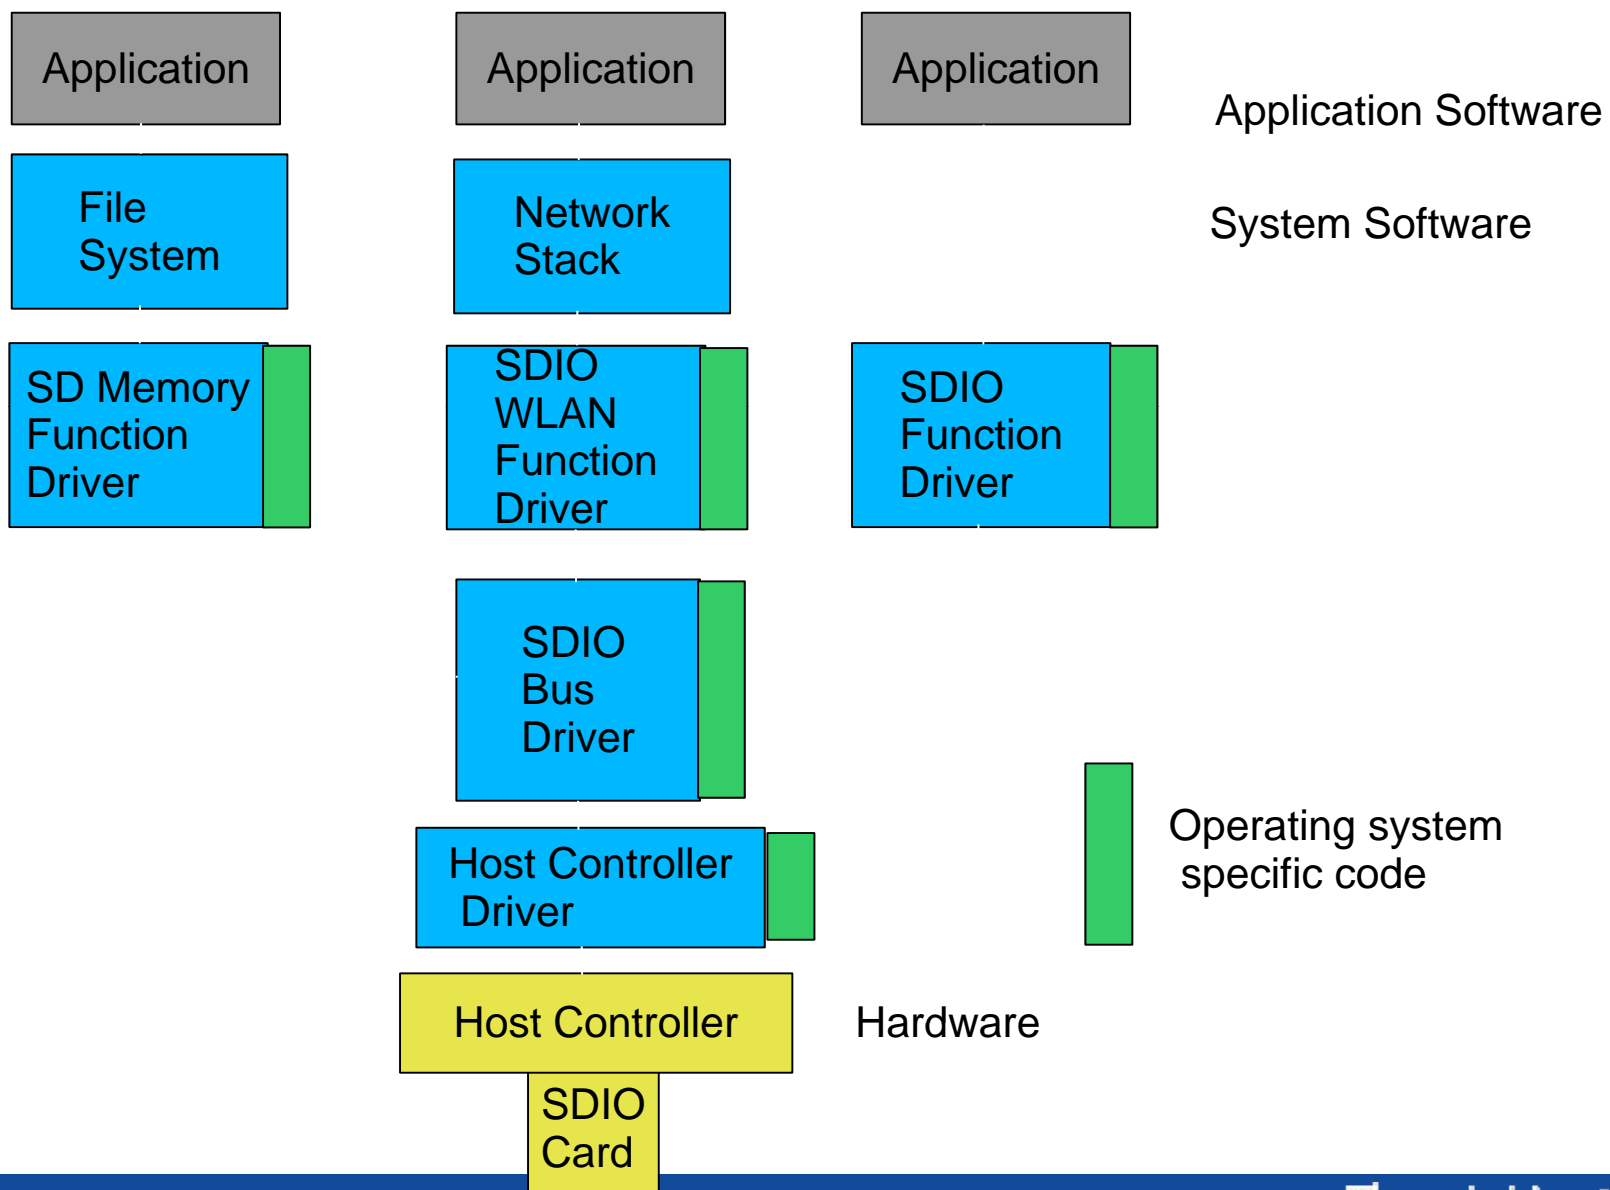 Application
Application
Application
Application Software
File
System
Network
Stack
System Software
SD Memory
Function
Driver
SDIO
WLAN
Function
Driver
SDIO
Function
Driver
SDIO
Bus
Driver
Operating system
specific code
Host Controller
Driver
Host Controller
Hardware
SDIO
Card